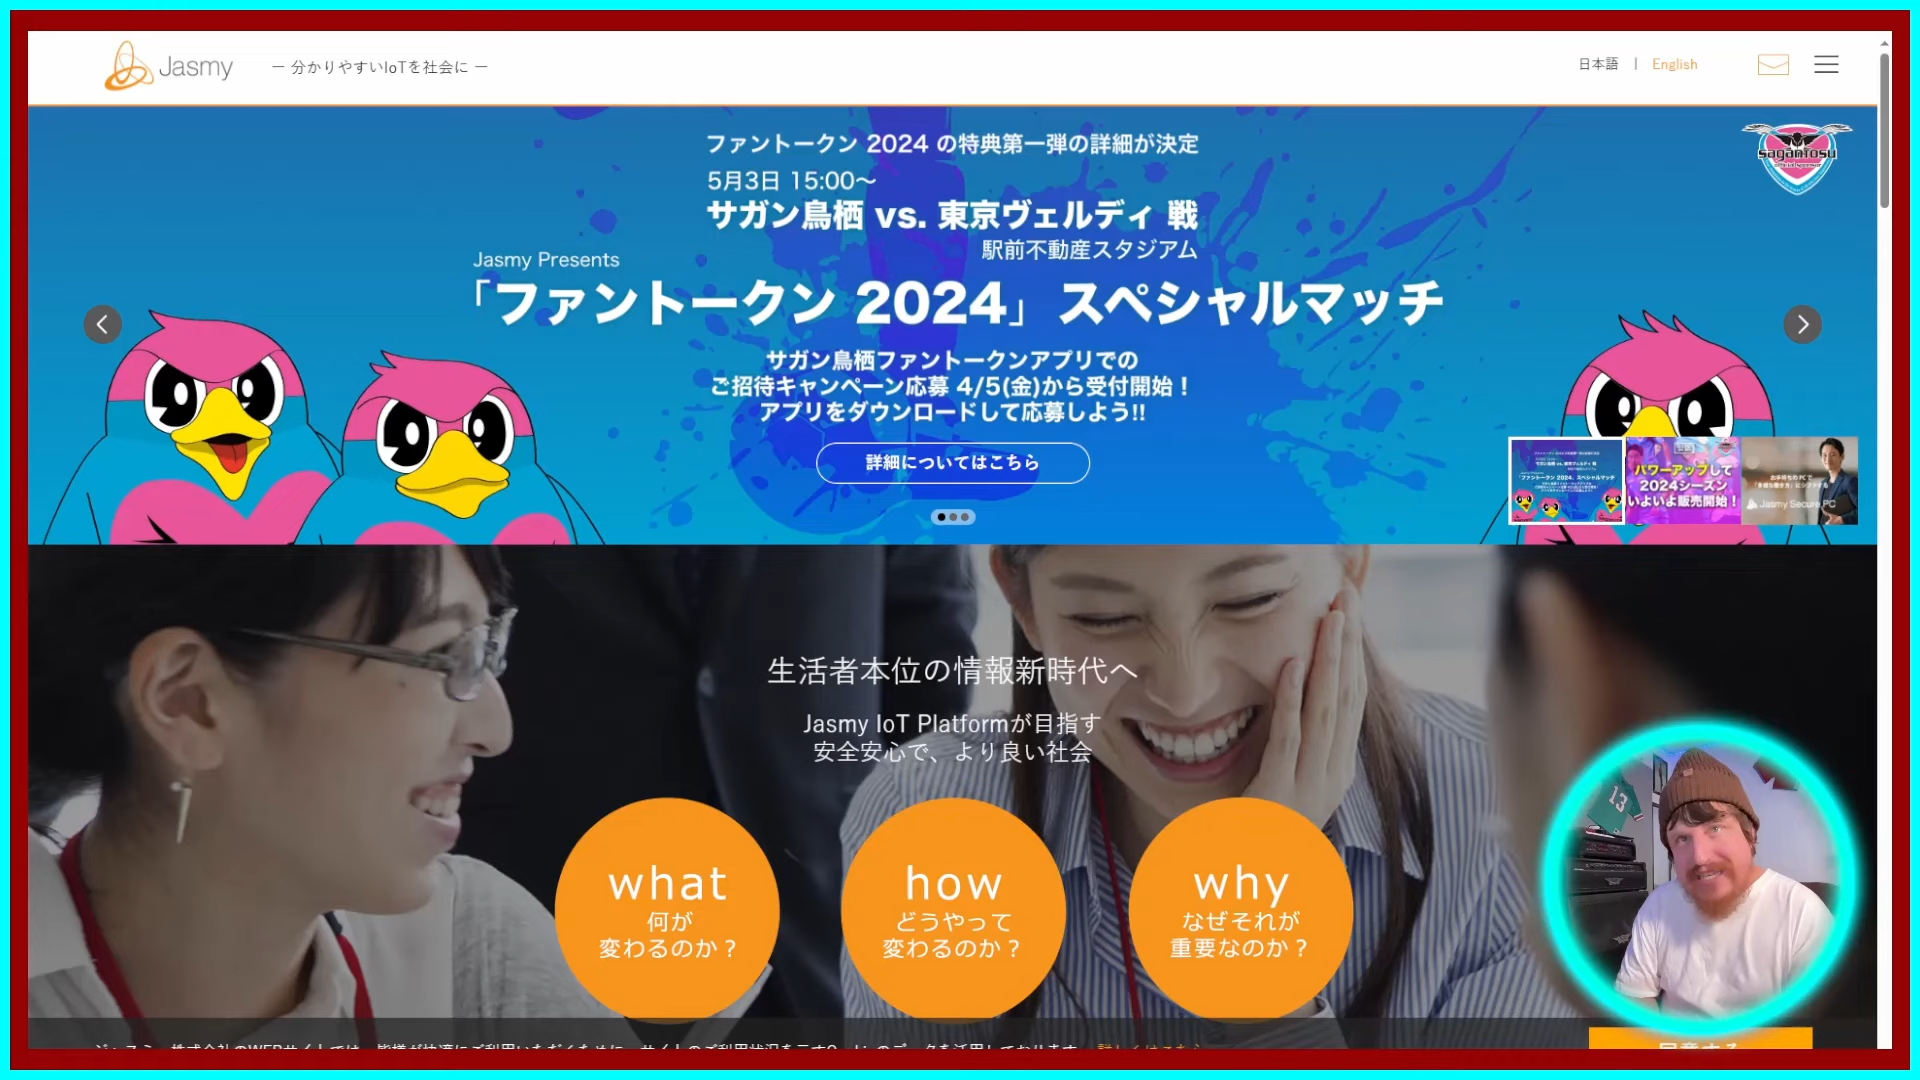 Jasmy
― 分かりやすいIoTを社会に ―
日本語 | English
sagantosu
ファントークン 2024 の特典第一弾の詳細が決定
5月3日 15:00〜
サガン鳥栖 vs. 東京ヴェルディ 戦
駅前不動産スタジアム
Jasmy Presents
「ファントークン 2024」スペシャルマッチ
サガン鳥栖ファントークンアプリでの
ご招待キャンペーン応募 4/5(金)から受付開始！
アプリをダウンロードして応募しよう!!
詳細についてはこちら
パワーアップして
2024シーズン
いよいよ販売開始！
お手持ちのPCで
Jasmy Secure PC
生活者本位の情報新時代へ
Jasmy IoT Platformが目指す
安全安心で、より良い社会
what
何が
変わるのか？
how
どうやって
変わるのか？
why
なぜそれが
重要なのか？
13